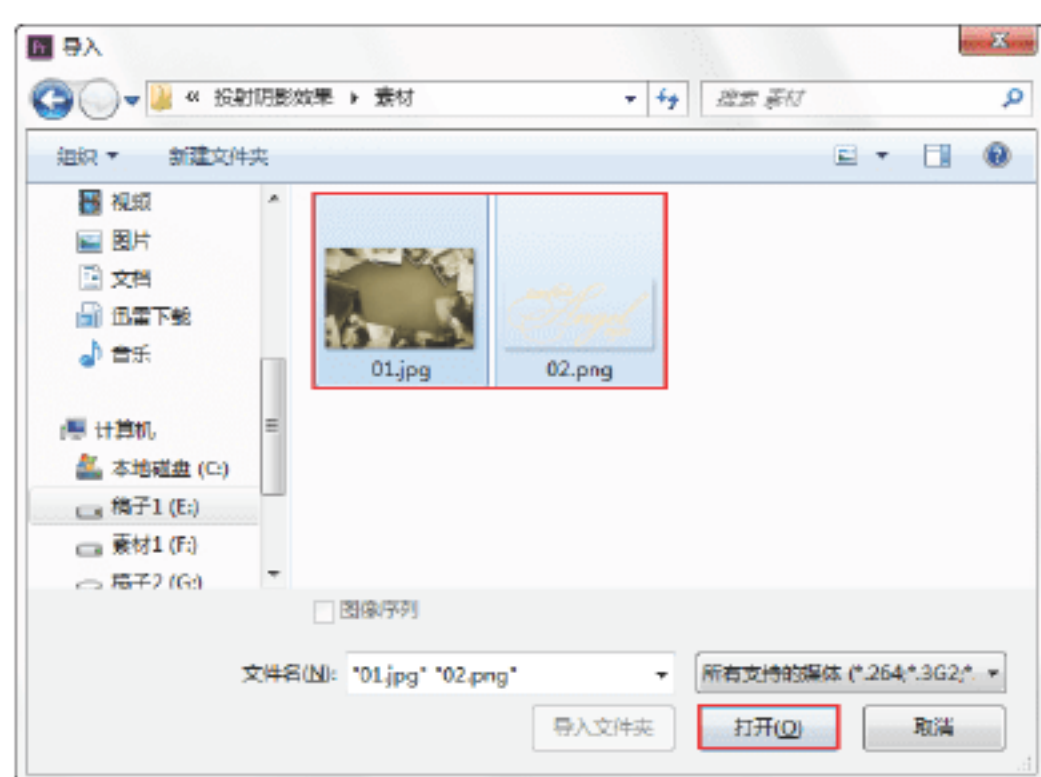 Pr 导入
« 投射阴影效果 ▸ 素材
搜索 素材
组织 新建文件夹
视频
图片
文档
迅雷下载
音乐
计算机
本地磁盘 (C:)
稿子1 (E:)
素材1 (F:)
稿子2 (G:)
01.jpg
02.png
图像序列
文件名(N): "01.jpg" "02.png"
所有支持的媒体 (*.264;*.3G2;*.
导入文件夹 打开(O) 取消